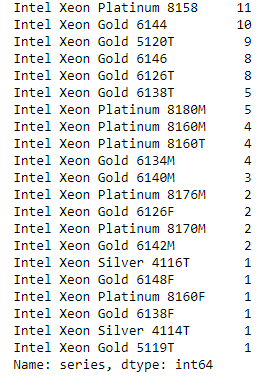 Intel Xeon Platinum 8158 11
Intel Xeon Gold 6144 10
Intel Xeon Gold 5120T 9
Intel Xeon Gold 6146 8
Intel Xeon Gold 6126T 8
Intel Xeon Gold 6138T 5
Intel Xeon Platinum 8180M 5
Intel Xeon Platinum 8160M 4
Intel Xeon Platinum 8160T 4
Intel Xeon Gold 6134M 4
Intel Xeon Gold 6140M 3
Intel Xeon Platinum 8176M 2
Intel Xeon Gold 6126F 2
Intel Xeon Platinum 8170M 2
Intel Xeon Gold 6142M 2
Intel Xeon Silver 4116T 1
Intel Xeon Gold 6148F 1
Intel Xeon Platinum 8160F 1
Intel Xeon Gold 6138F 1
Intel Xeon Silver 4114T 1
Intel Xeon Gold 5119T 1
Name: series, dtype: int64